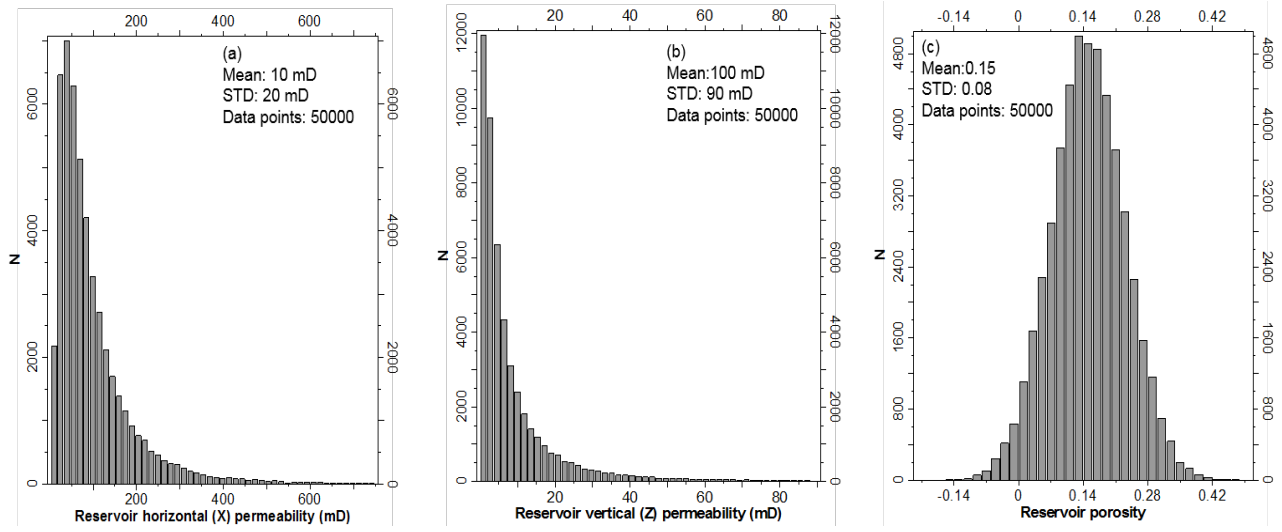 200 400 600
(a)
Mean: 10 mD
STD: 20 mD
Data points: 50000
N
0 2000 4000 6000
0 2000 4000 6000
200 400 600
Reservoir horizontal (X) permeability (mD)
20 40 60 80
(b)
Mean:100 mD
STD: 90 mD
Data points: 50000
N
0 2000 4000 6000 8000 10000 12000
0 2000 4000 6000 8000 10000 12000
20 40 60 80
Reservoir vertical (Z) permeability (mD)
-0.14 0 0.14 0.28 0.42
(c)
Mean:0.15
STD: 0.08
Data points: 50000
N
0 800 1600 2400 3200 4000 4800
0 800 1600 2400 3200 4000 4800
-0.14 0 0.14 0.28 0.42
Reservoir porosity